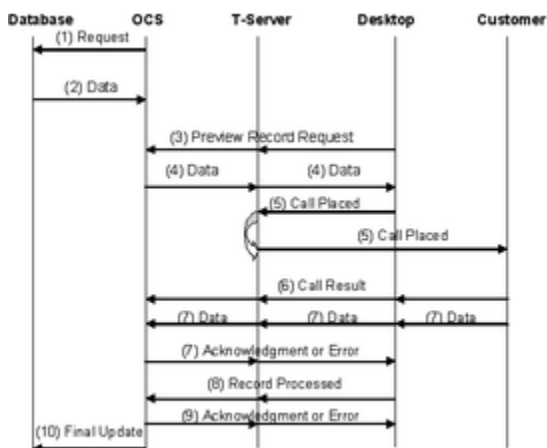 Database OCS T-Server Desktop Customer
(1) Request
(2) Data
(3) Preview Record Request
(4) Data (4) Data
(5) Call Placed
(5) Call Placed
(6) Call Result
(7) Data (7) Data (7) Data
(7) Acknowledgment or Error
(8) Record Processed
(9) Acknowledgment or Error
(10) Final Update